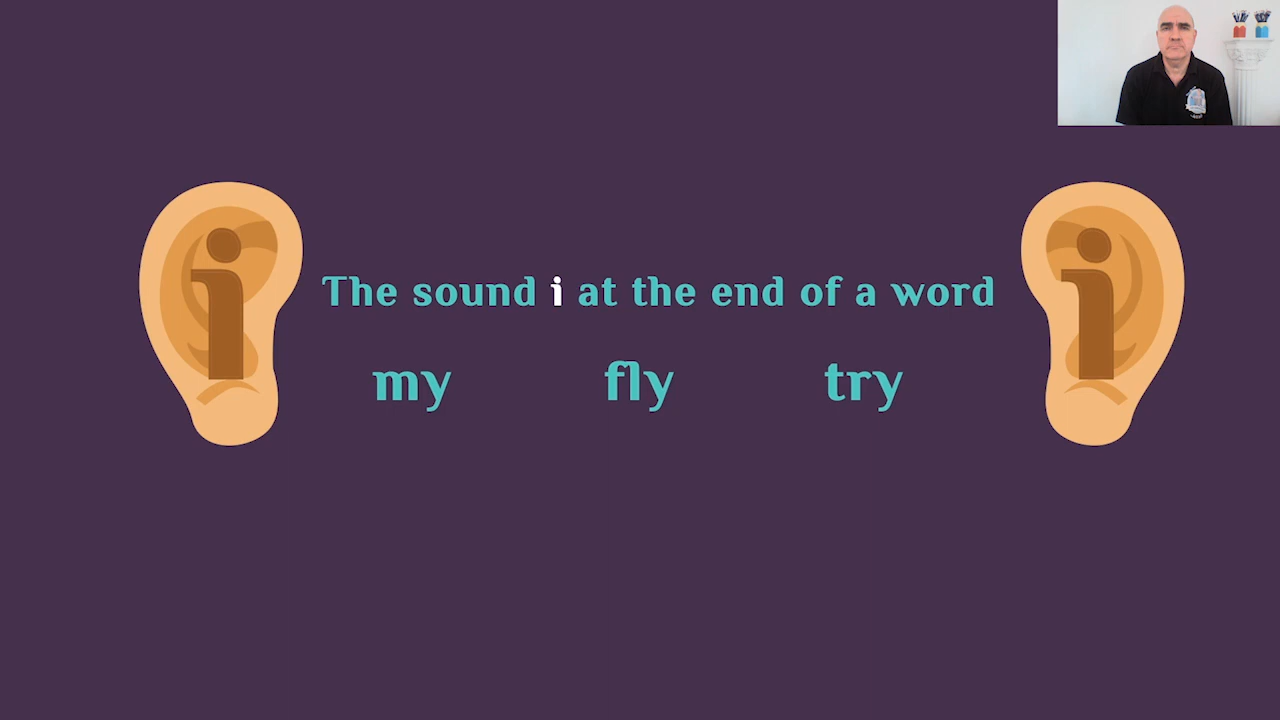 i
The sound i at the end of a word
i
my fly try